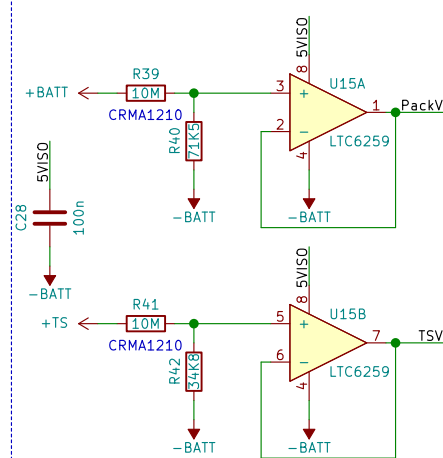 5VISO
R39
8
U15A
+BATT
10M
3
+
1
PackV
CRMA1210
2
−
R40
71K5
LTC6259
5VISO
4
C28
100n
-BATT
-BATT
5VISO
-BATT
R41
8
U15B
+TS
10M
5
+
7
TSV
CRMA1210
6
−
R42
34K8
LTC6259
4
-BATT
-BATT